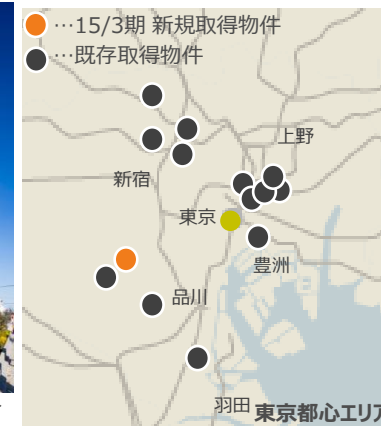 …15/3期 新規取得物件
…既存取得物件
上野
新宿
東京
豊洲
品川
羽田
東京都心エリア